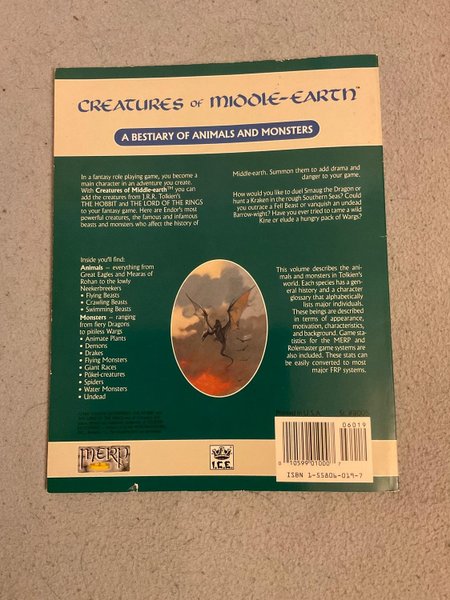 CREATURES OF MIDDLE-EARTH™
A BESTIARY OF ANIMALS AND MONSTERS
In a fantasy role playing game, you become a
main character in an adventure you create.
With Creatures of Middle-earth™ you can
add the creatures from J.R.R. Tolkien's
THE HOBBIT and THE LORD OF THE RINGS
to your fantasy game. Here are Endor's most
powerful creatures, the famous and infamous
beasts and monsters who affect the history of
Middle-earth. Summon them to add drama and
danger to your game.
How would you like to duel Smaug the Dragon or
hunt a Kraken in the rough Southern Seas? Could
you outrace a Fell Beast or vanquish an undead
Barrow-wight? Have you ever tried to tame a wild
Kine or elude a hungry pack of Wargs?
Inside you'll find:
Animals — everything from
Great Eagles and Mearas of
Rohan to the lowly
Neekerbreekers
• Flying Beasts
• Crawling Beasts
• Swimming Beasts
Monsters — ranging
from fiery Dragons
to pitiless Wargs
• Animate Plants
• Demons
• Drakes
• Flying Monsters
• Giant Races
• Púkel-creatures
• Spiders
• Water Monsters
• Undead
This volume describes the ani-
mals and monsters in Tolkien's
world. Each species has a gen-
eral history and a character
glossary that alphabetically
lists major individuals.
These beings are described
in terms of appearance,
motivation, characteristics,
and background. Game sta-
tistics for the MERP and
Rolemaster game systems are
also included. These stats can
be easily converted to most
major FRP systems.
Printed in U.S.A.
MERP
I.C.E.
06019
0 10599 01000 7
ISBN 1-55806-019-7